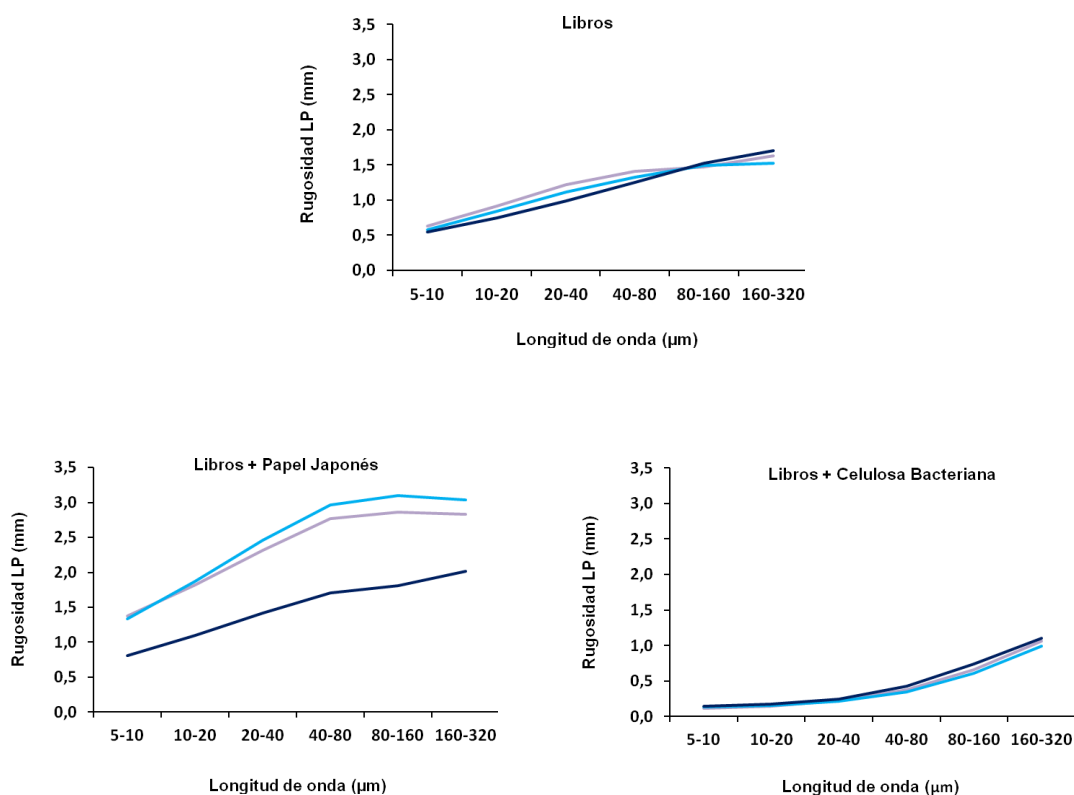 Libros
Rugosidad LP (mm)
3,5
3,0
2,5
2,0
1,5
1,0
0,5
0,0
5-10 10-20 20-40 40-80 80-160 160-320
Longitud de onda (µm)
Libros + Papel Japonés
Rugosidad LP (mm)
3,5
3,0
2,5
2,0
1,5
1,0
0,5
0,0
5-10 10-20 20-40 40-80 80-160 160-320
Longitud de onda (µm)
Libros + Celulosa Bacteriana
Rugosidad LP (mm)
3,5
3,0
2,5
2,0
1,5
1,0
0,5
0,0
5-10 10-20 20-40 40-80 80-160 160-320
Longitud de onda (µm)